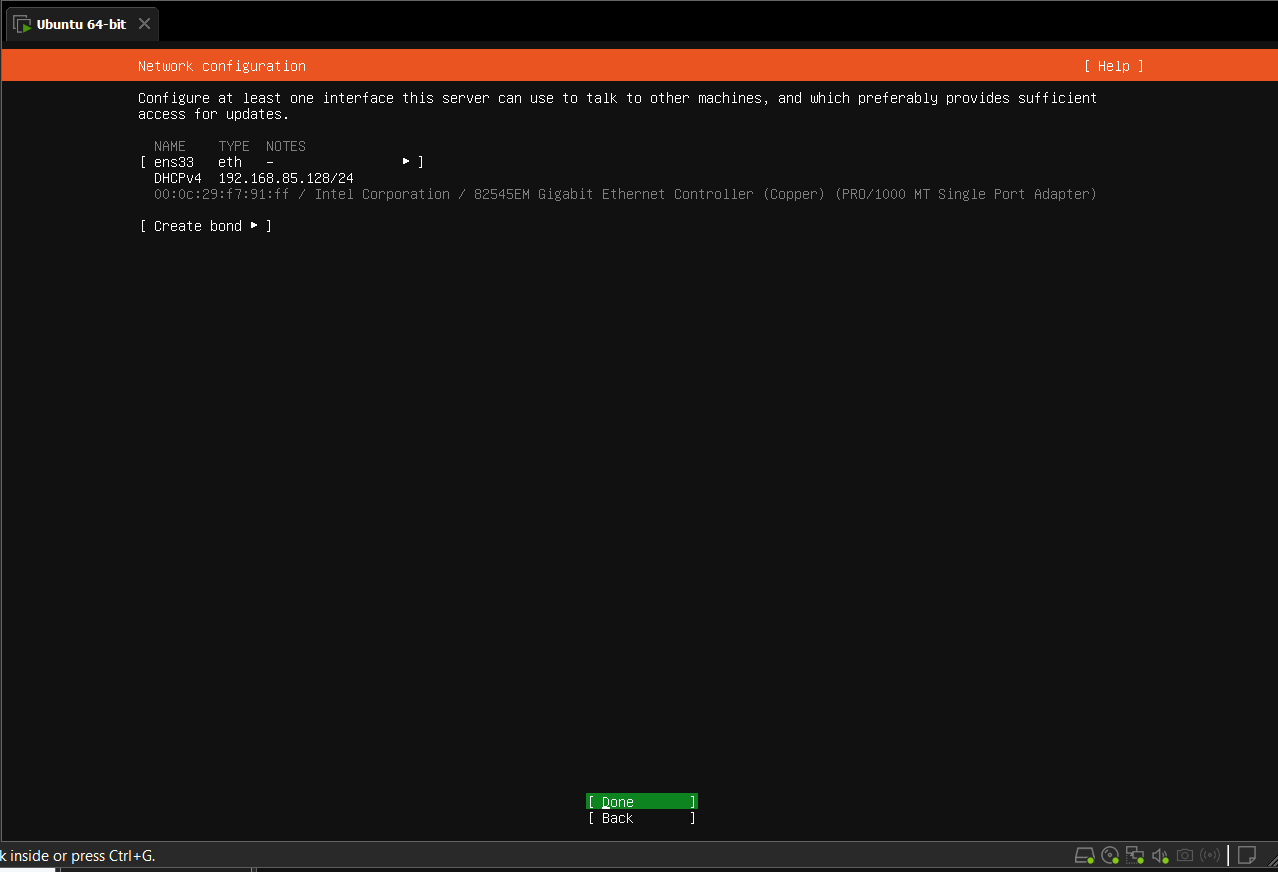 Ubuntu 64-bit
Network configuration [ Help ]
Configure at least one interface this server can use to talk to other machines, and which preferably provides sufficient
access for updates.
NAME TYPE NOTES
[ ens33 eth – ▸ ]
DHCPv4 192.168.85.128/24
00:0c:29:f7:91:ff / Intel Corporation / 82545EM Gigabit Ethernet Controller (Copper) (PRO/1000 MT Single Port Adapter)
[ Create bond ▸ ]
[ Done ]
[ Back ]
k inside or press Ctrl+G.